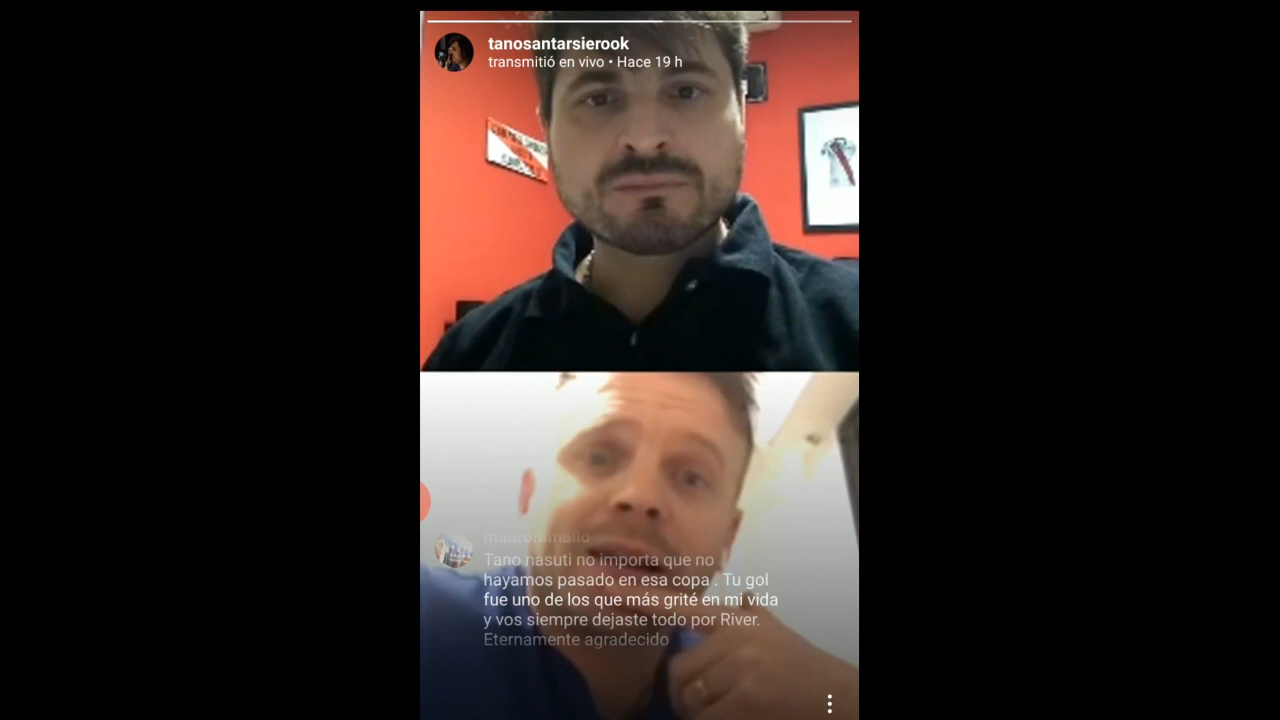 tanosantarsierook
transmitió en vivo • Hace 19 h
Tano nasuti no importa que no
hayamos pasado en esa copa . Tu gol
fue uno de los que más grité en mi vida
y vos siempre dejaste todo por River.
Eternamente agradecido